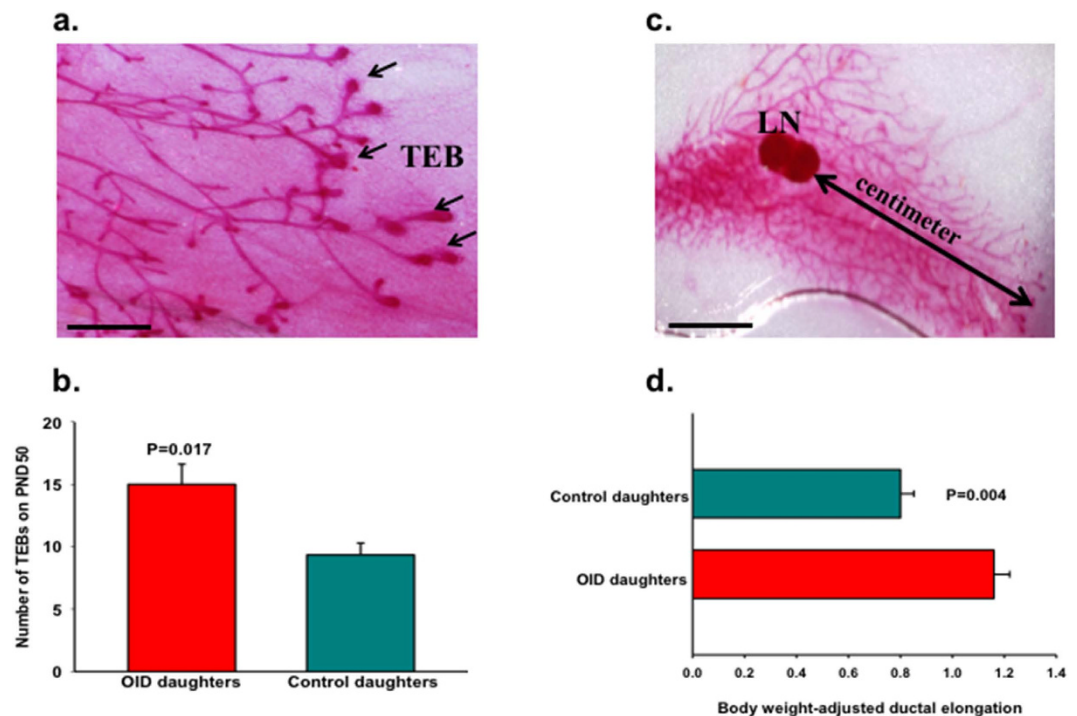 a.
TEB
b.
Number of TEBs on PND50
20
15
10
5
0
P=0.017
OID daughters
Control daughters
c.
LN
centimeter
d.
Control daughters
P=0.004
OID daughters
0.0
0.2
0.4
0.6
0.8
1.0
1.2
1.4
Body weight-adjusted ductal elongation